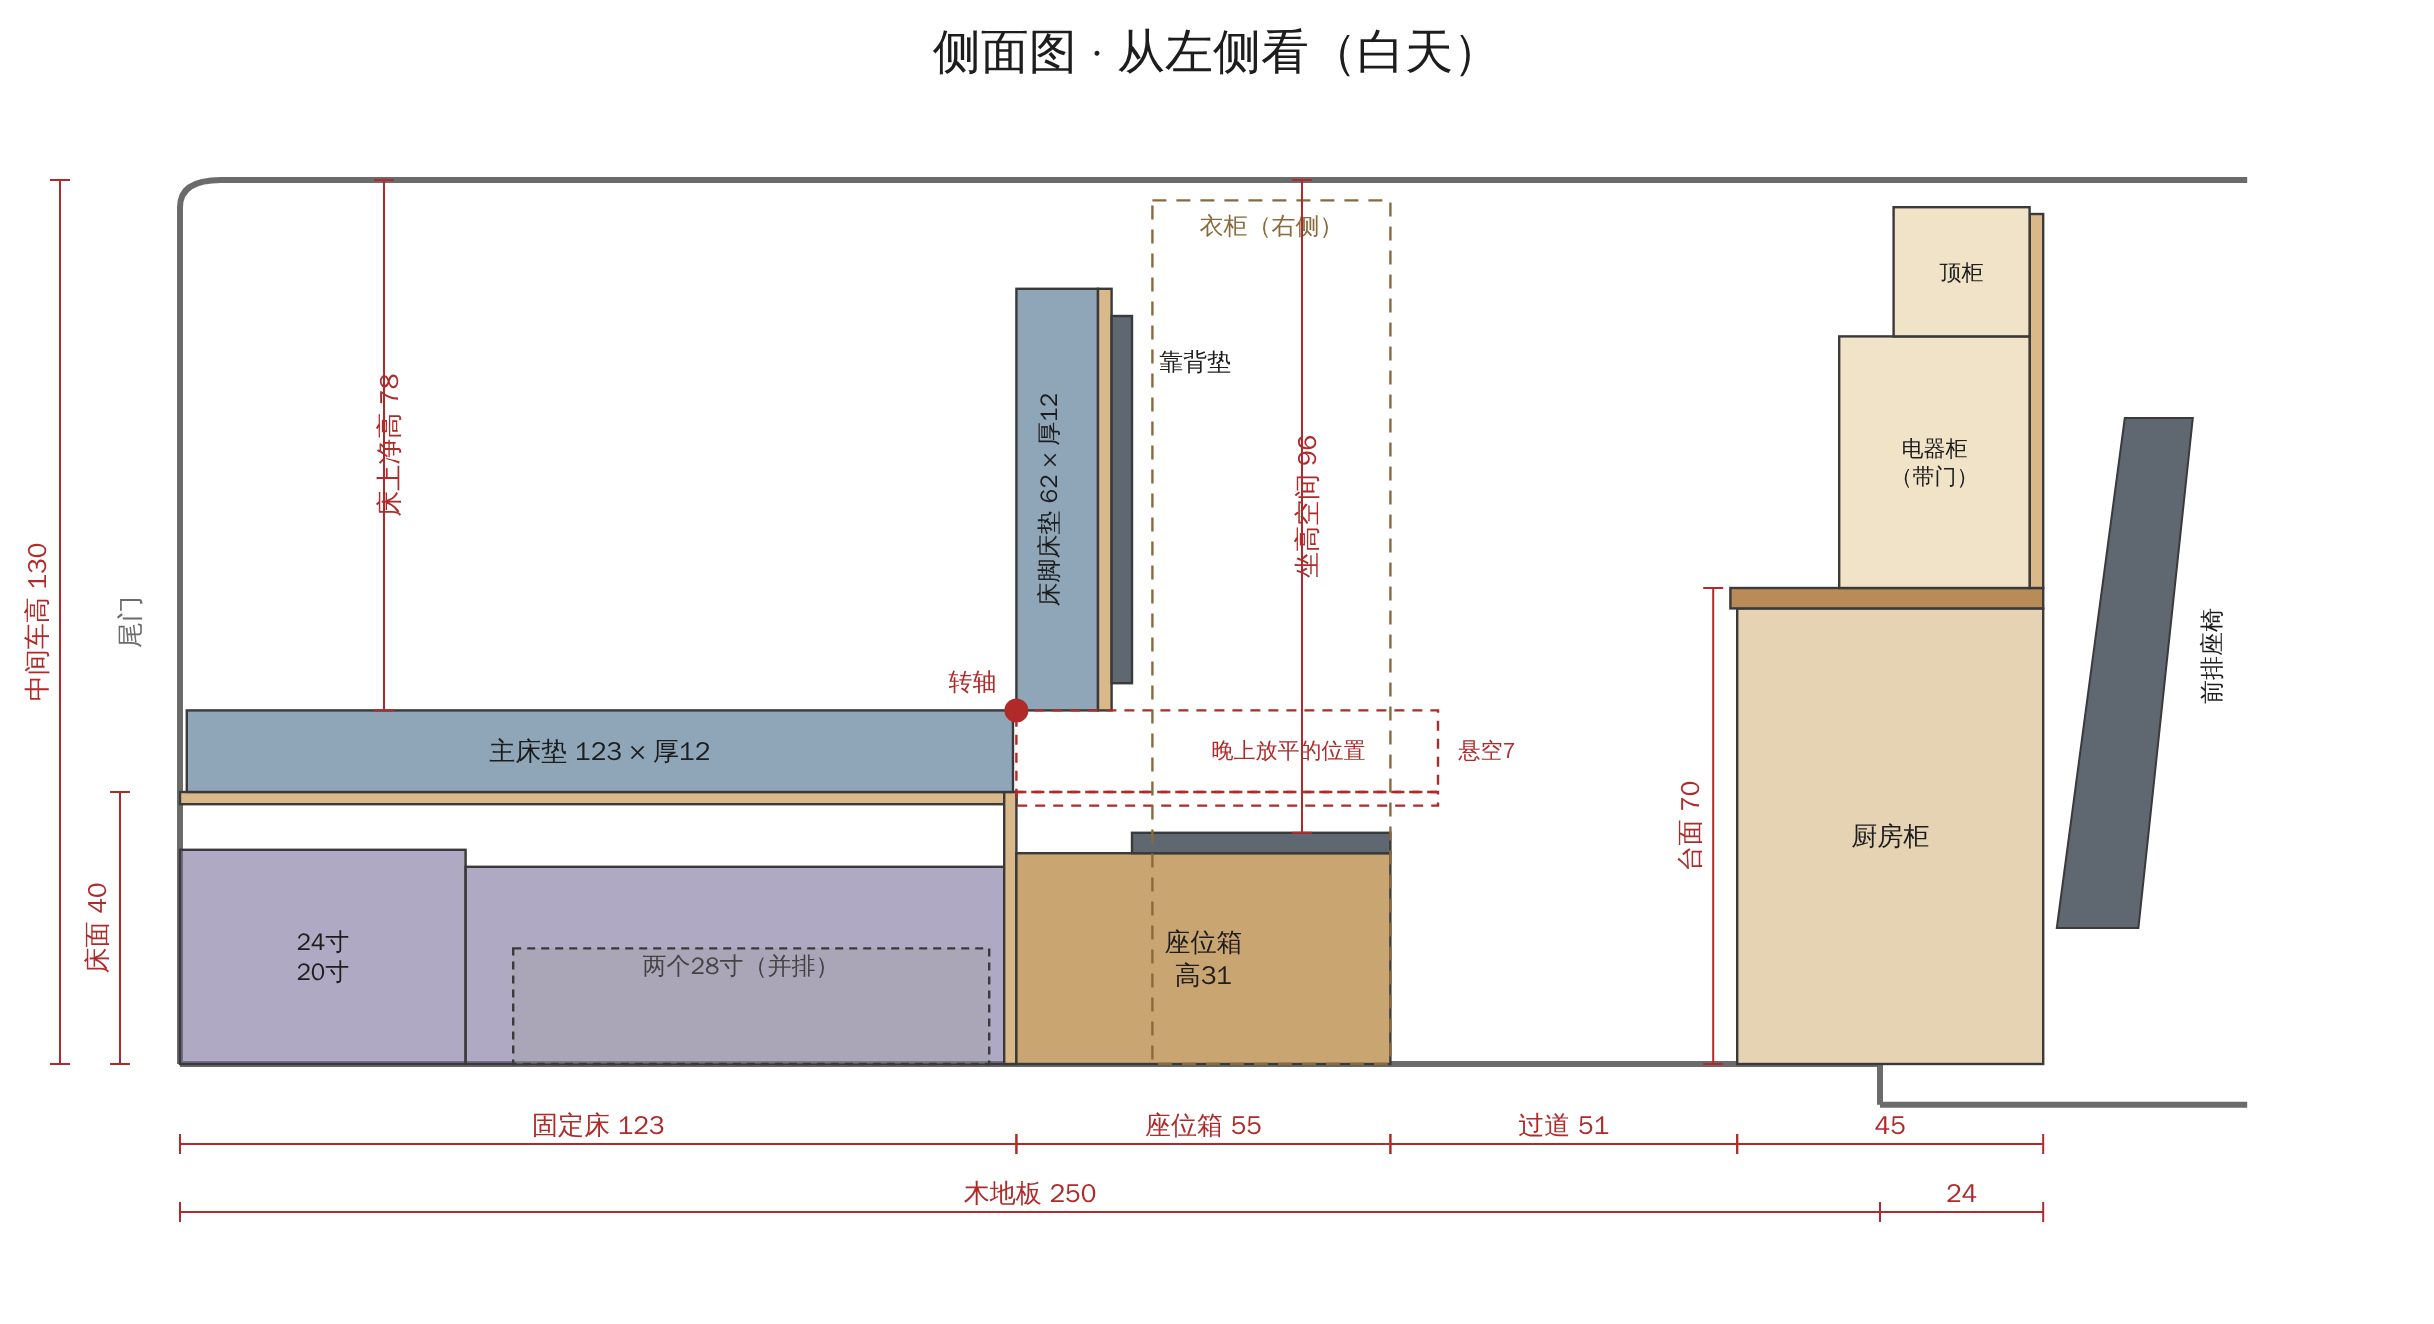 侧面图 · 从左侧看（白天）
衣柜（右侧）
顶柜
靠背垫
床上净高 78
床脚床垫 62 × 厚12
坐高空间 96
电器柜
（带门）
中间车高 130
尾门
转轴
前排座椅
主床垫 123 × 厚12
晚上放平的位置
悬空7
台面 70
厨房柜
床面 40
24寸
20寸
两个28寸（并排）
座位箱
高31
固定床 123
座位箱 55
过道 51
45
木地板 250
24